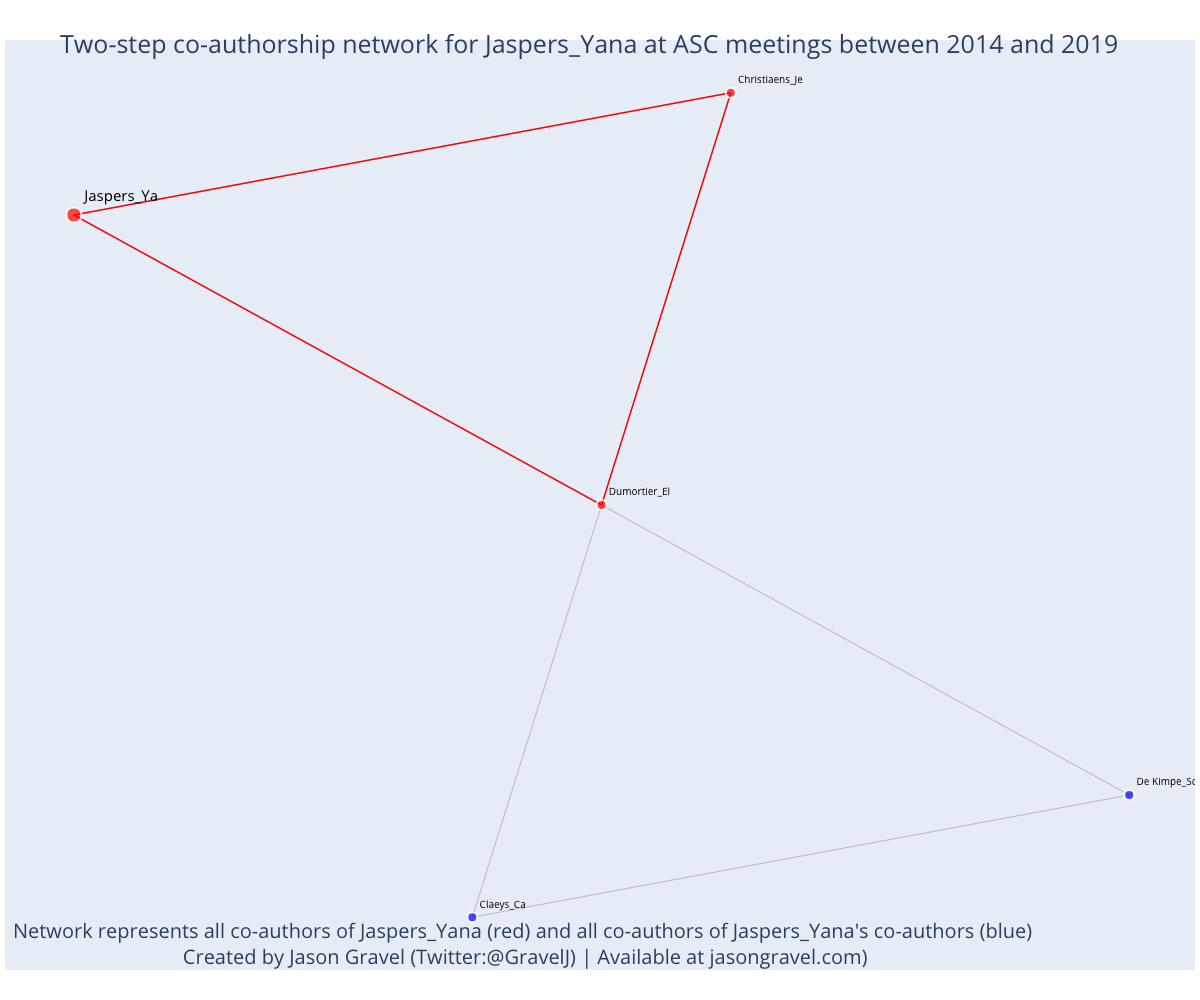 Two-step co-authorship network for Jaspers_Yana at ASC meetings between 2014 and 2019
Christiaens_Je
Jaspers_Ya
Dumortier_El
De Kimpe_Sc
Claeys_Ca
Network represents all co-authors of Jaspers_Yana (red) and all co-authors of Jaspers_Yana's co-authors (blue)
Created by Jason Gravel (Twitter:@GravelJ) | Available at jasongravel.com)